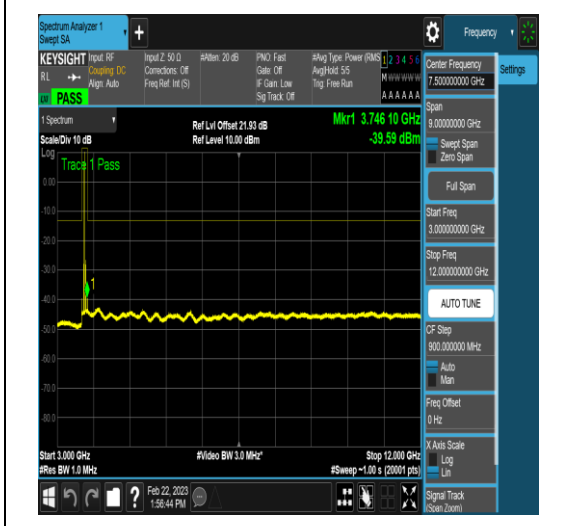 Spectrum Analyzer 1
Swept SA
Frequency
KEYSIGHT
Input: RF
Coupling: DC
Align: Auto
Input Z: 50 Ω
Corrections: Off
Freq Ref: Int (S)
#Atten: 20 dB
PNO: Fast
Gate: Off
IF Gain: Low
Sig Track: Off
#Avg Type: Power (RMS
Avg|Hold: 5/5
Trig: Free Run
1 2 3 4 5 6
M W W W W W
A A A A A A
RL
PASS
1 Spectrum
Scale/Div 10 dB
Ref Lvl Offset 21.93 dB
Ref Level 10.00 dBm
Mkr1 3.746 10 GHz
-39.59 dBm
Log
Trace 1 Pass
0.00
-10.0
-20.0
-30.0
-40.0
-50.0
-60.0
-70.0
-80.0
1
Start 3.000 GHz
#Res BW 1.0 MHz
#Video BW 3.0 MHz*
Stop 12.000 GHz
#Sweep ~1.00 s (20001 pts)
Feb 22, 2023
1:56:44 PM
Center Frequency
7.500000000 GHz
Settings
Span
9.00000000 GHz
Swept Span
Zero Span
Full Span
Start Freq
3.000000000 GHz
Stop Freq
12.000000000 GHz
AUTO TUNE
CF Step
900.000000 MHz
Auto
Man
Freq Offset
0 Hz
X Axis Scale
Log
Lin
Signal Track
(Span Zoom)